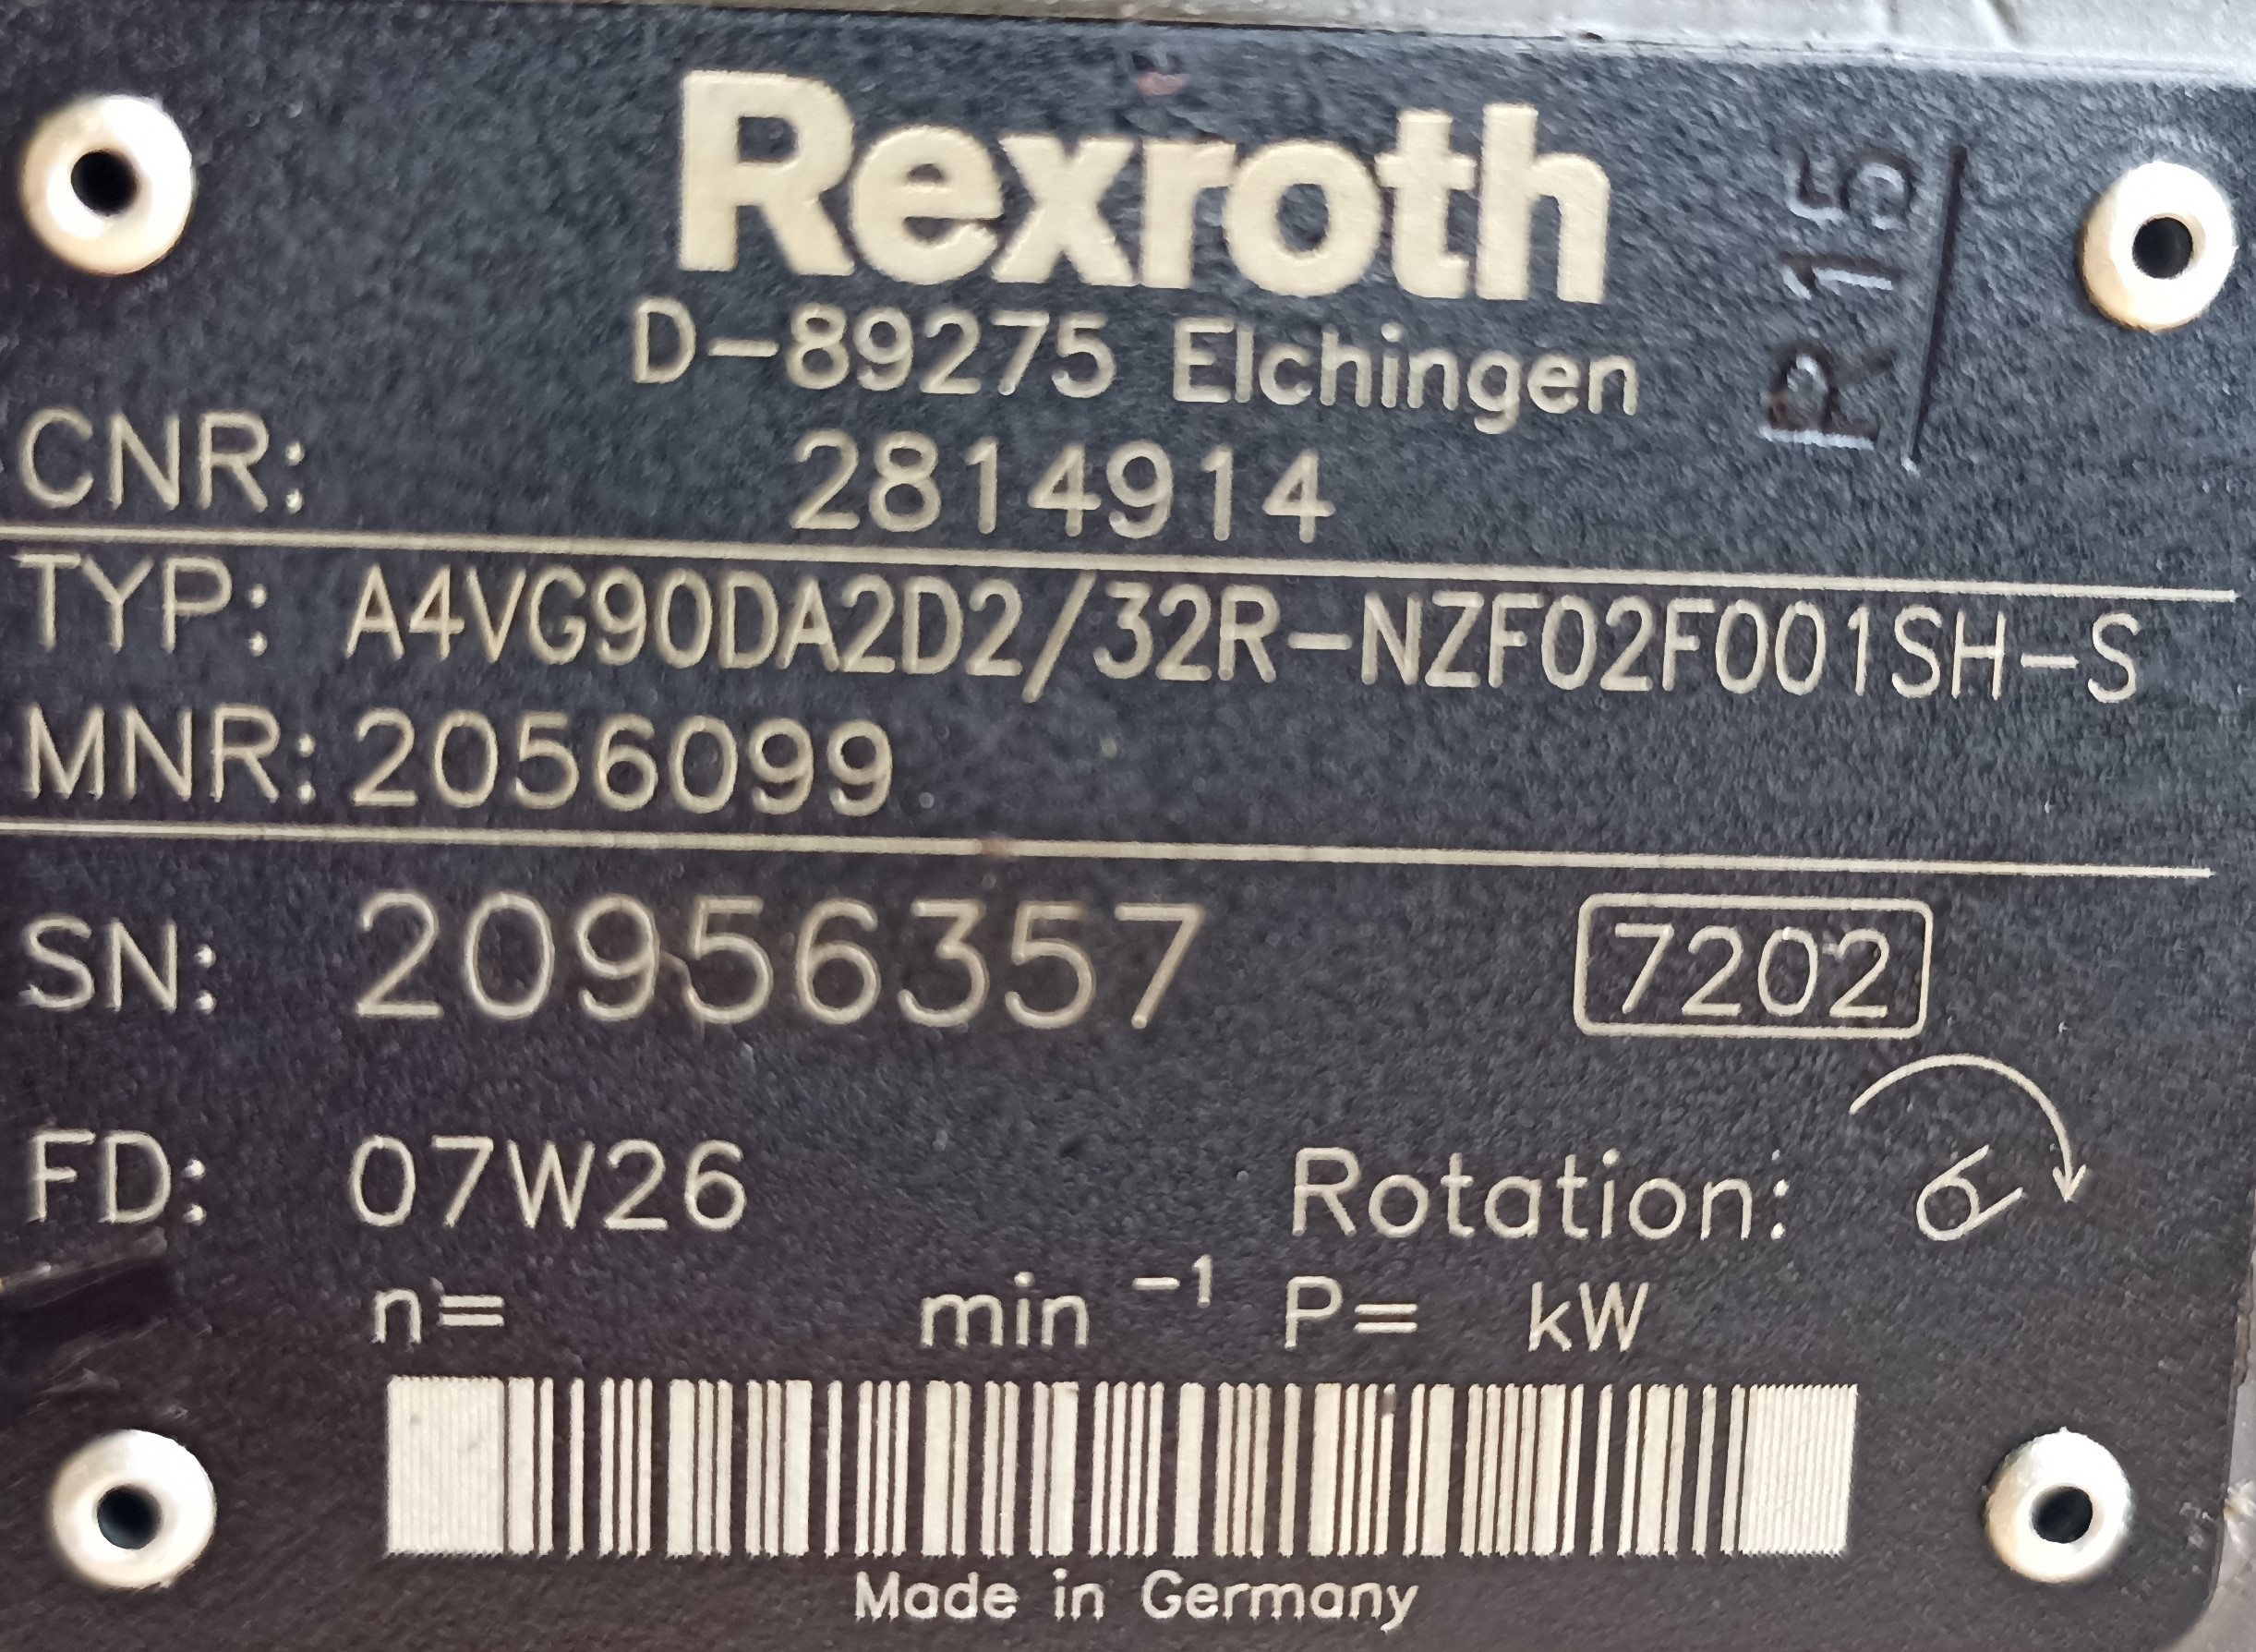 Rexroth
D-89275 Elchingen
R15
CNR: 2814914
TYP: A4VG90DA2D2/32R-NZF02F001SH-S
MNR: 2056099
SN: 20956357 7202
FD: 07W26 Rotation:
n= min⁻¹ P= kW
Made in Germany